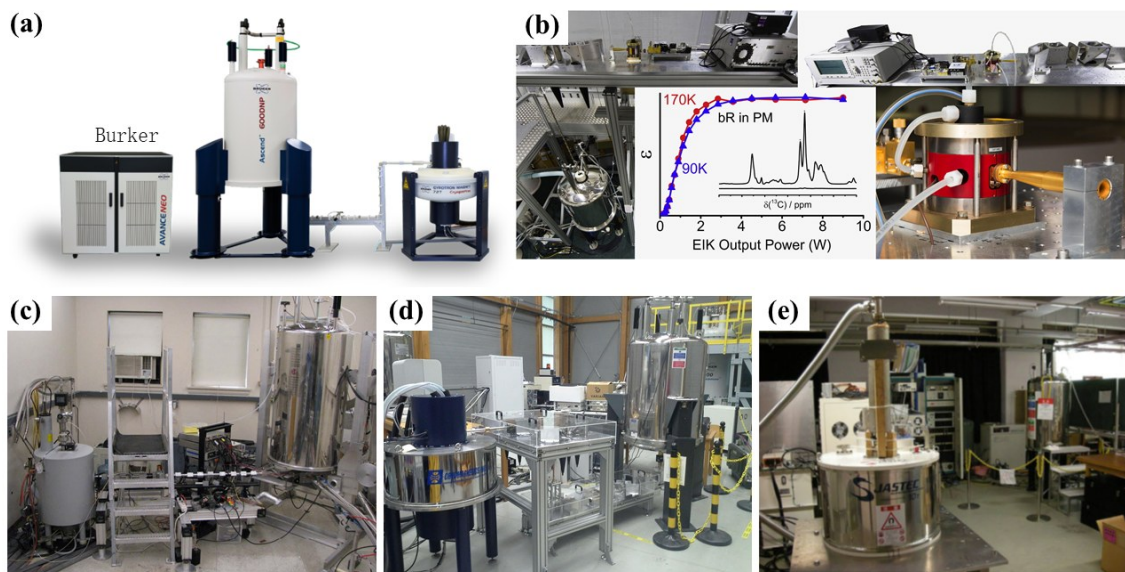 (a)
Burker
AVANCE NEO
Ascend 600DNP
(b)
170K
90K
bR in PM
ε
δ(¹³C) / ppm
0 2 4 6 8 10
EIK Output Power (W)
(c)
(d)
(e)
JASTEC